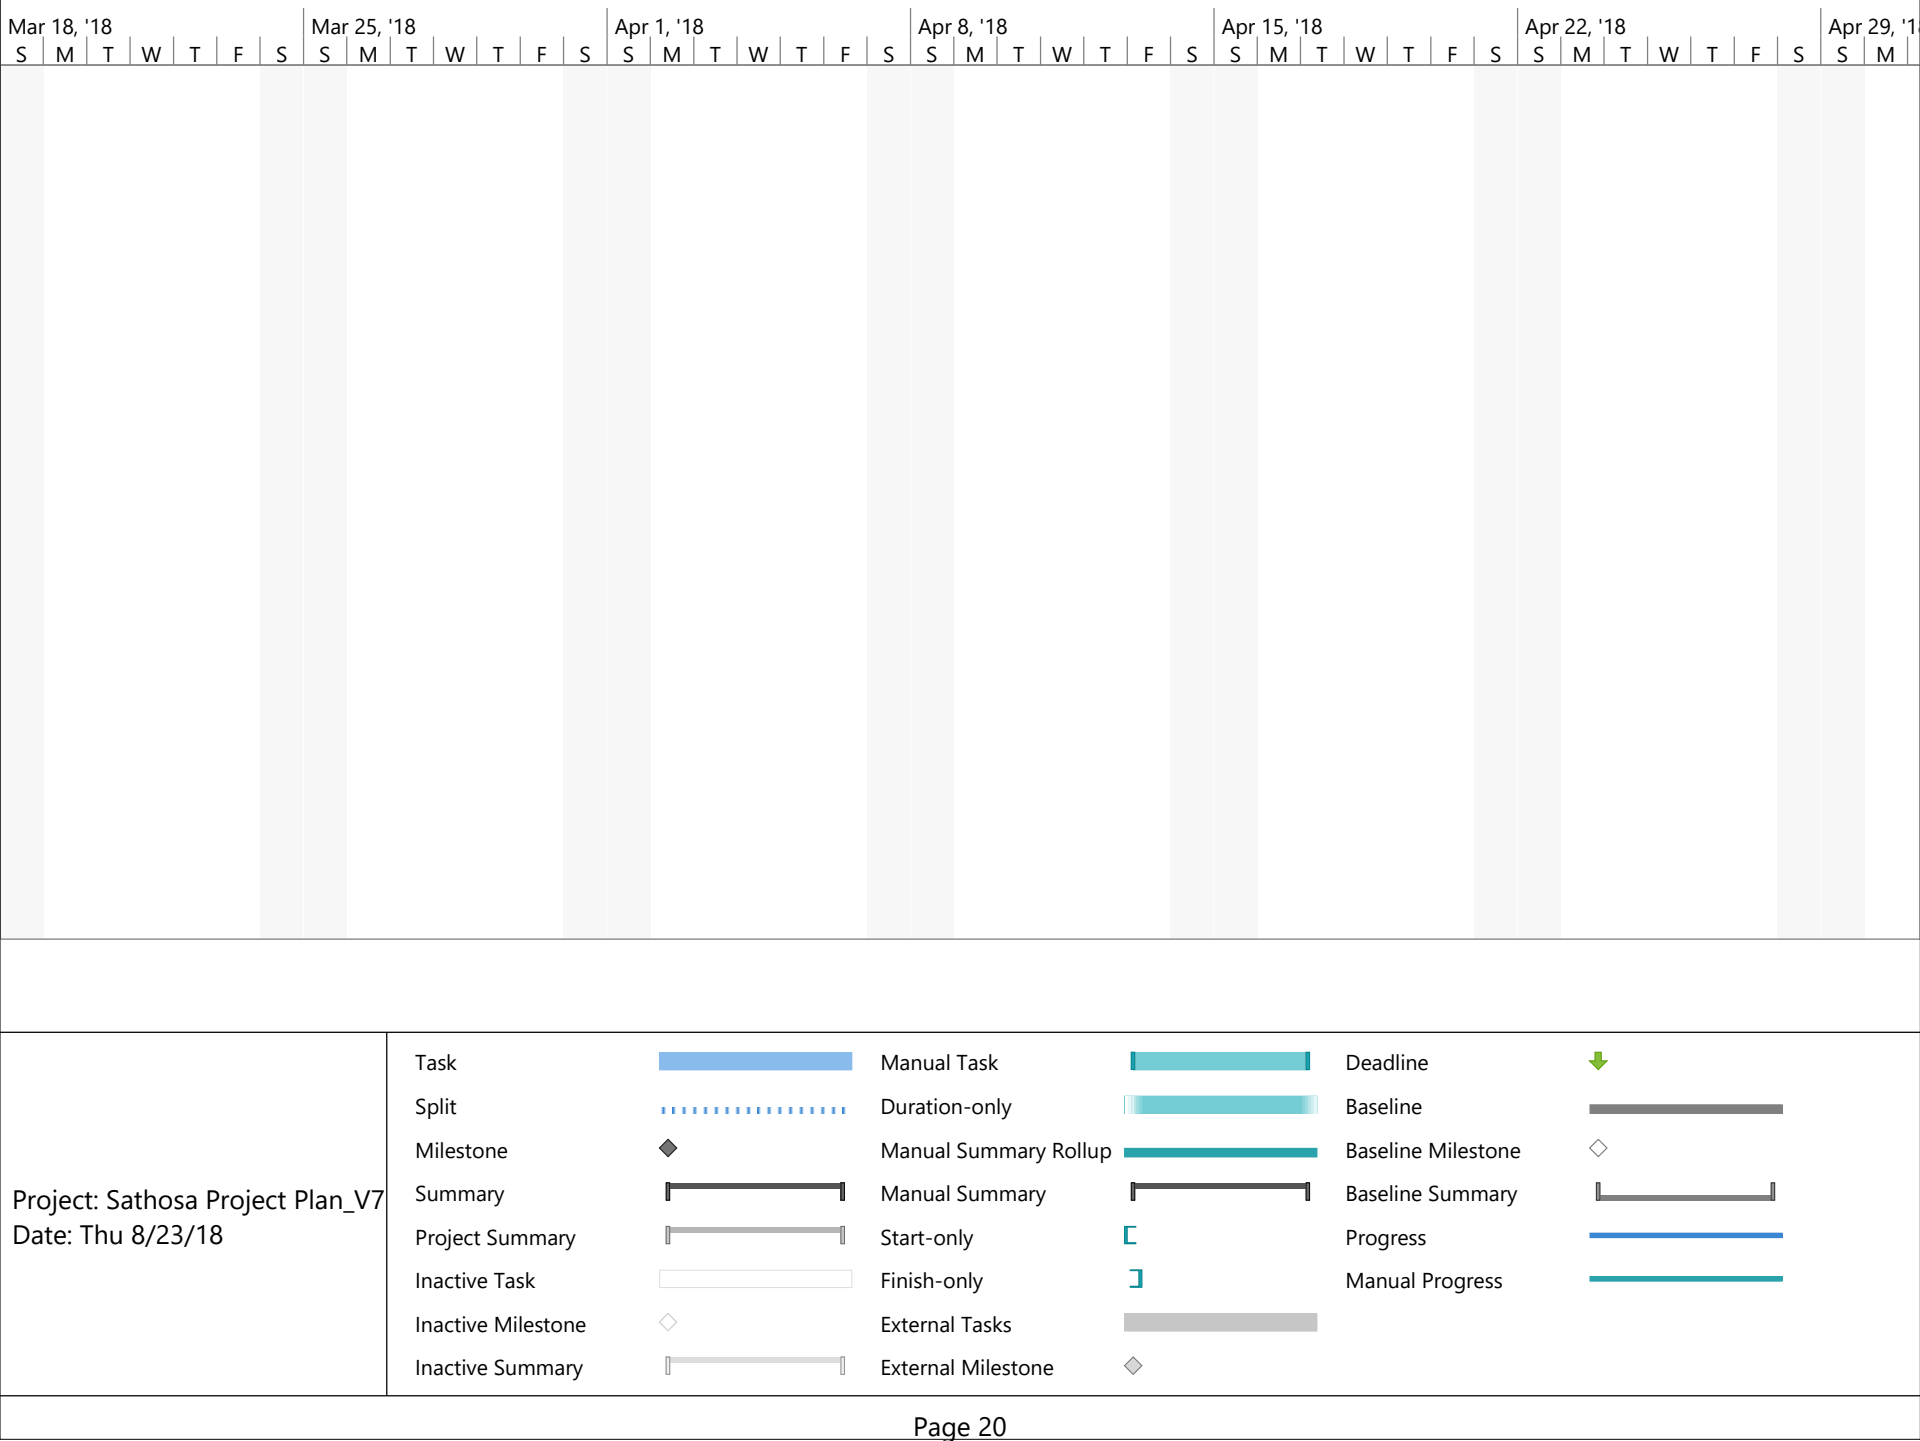 Mar 18, '18 Mar 25, '18 Apr 1, '18 Apr 8, '18 Apr 15, '18 Apr 22, '18 Apr 29,
S M T W T F S S M T W T F S S M T W T F S S M T W T F S S M T W T F S S M T W T F S S M
Project: Sathosa Project Plan_V7
Date: Thu 8/23/18
Task
Split
Milestone
Summary
Project Summary
Inactive Task
Inactive Milestone
Inactive Summary
Manual Task
Duration-only
Manual Summary Rollup
Manual Summary
Start-only
Finish-only
External Tasks
External Milestone
Deadline
Baseline
Baseline Milestone
Baseline Summary
Progress
Manual Progress
Page 20